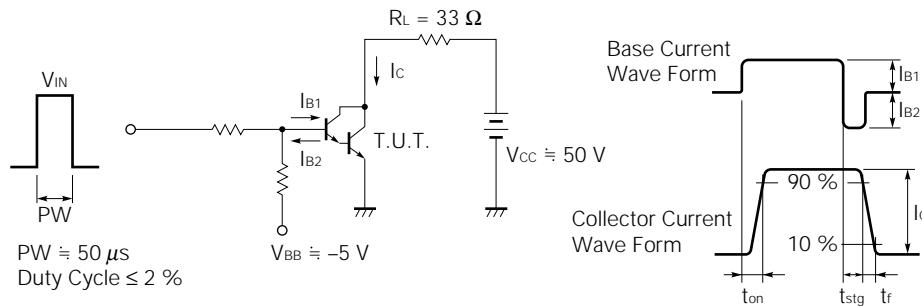 RL = 33 Ω
VIN
IC
IB1
IB2
T.U.T.
VCC ≒ 50 V
PW
VBB ≒ –5 V
PW ≒ 50 μs
Duty Cycle ≤ 2 %
Base Current
Wave Form
IB1
IB2
90 %
Collector Current
Wave Form
10 %
IC
ton
tstg
tf